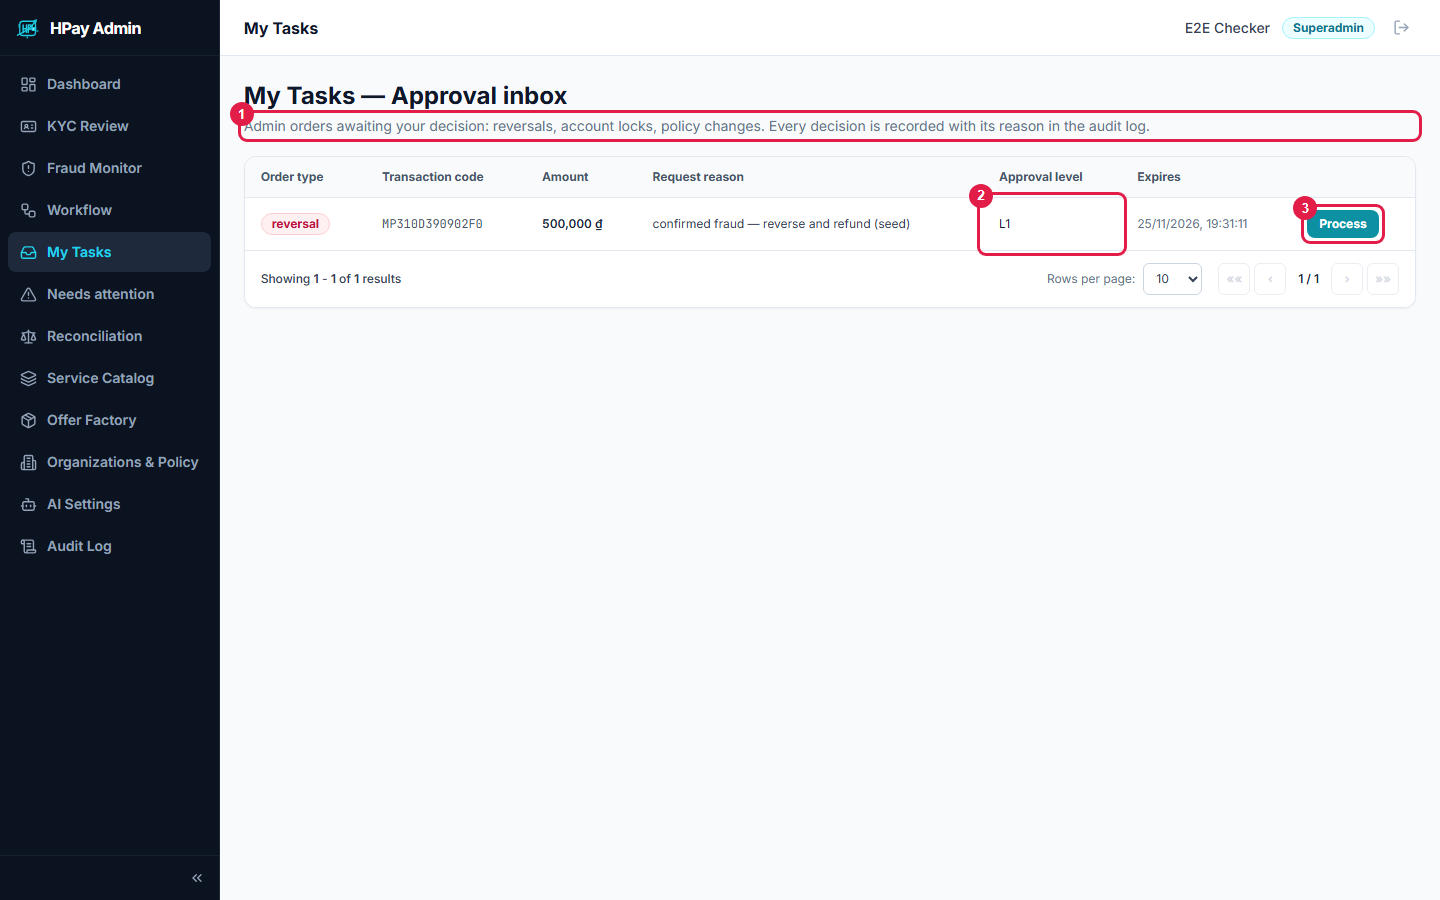 HPay Admin
My Tasks
E2E Checker
Superadmin
Dashboard
KYC Review
Fraud Monitor
Workflow
My Tasks
Needs attention
Reconciliation
Service Catalog
Offer Factory
Organizations & Policy
AI Settings
Audit Log
«
My Tasks — Approval inbox
1
Admin orders awaiting your decision: reversals, account locks, policy changes. Every decision is recorded with its reason in the audit log.
Order type Transaction code Amount Request reason Approval level Expires
2
3
reversal MP310D390902F0 500,000 ₫ confirmed fraud — reverse and refund (seed) L1 25/11/2026, 19:31:11 Process
Showing 1 - 1 of 1 results Rows per page: 10 «« ‹ 1 / 1 › »»